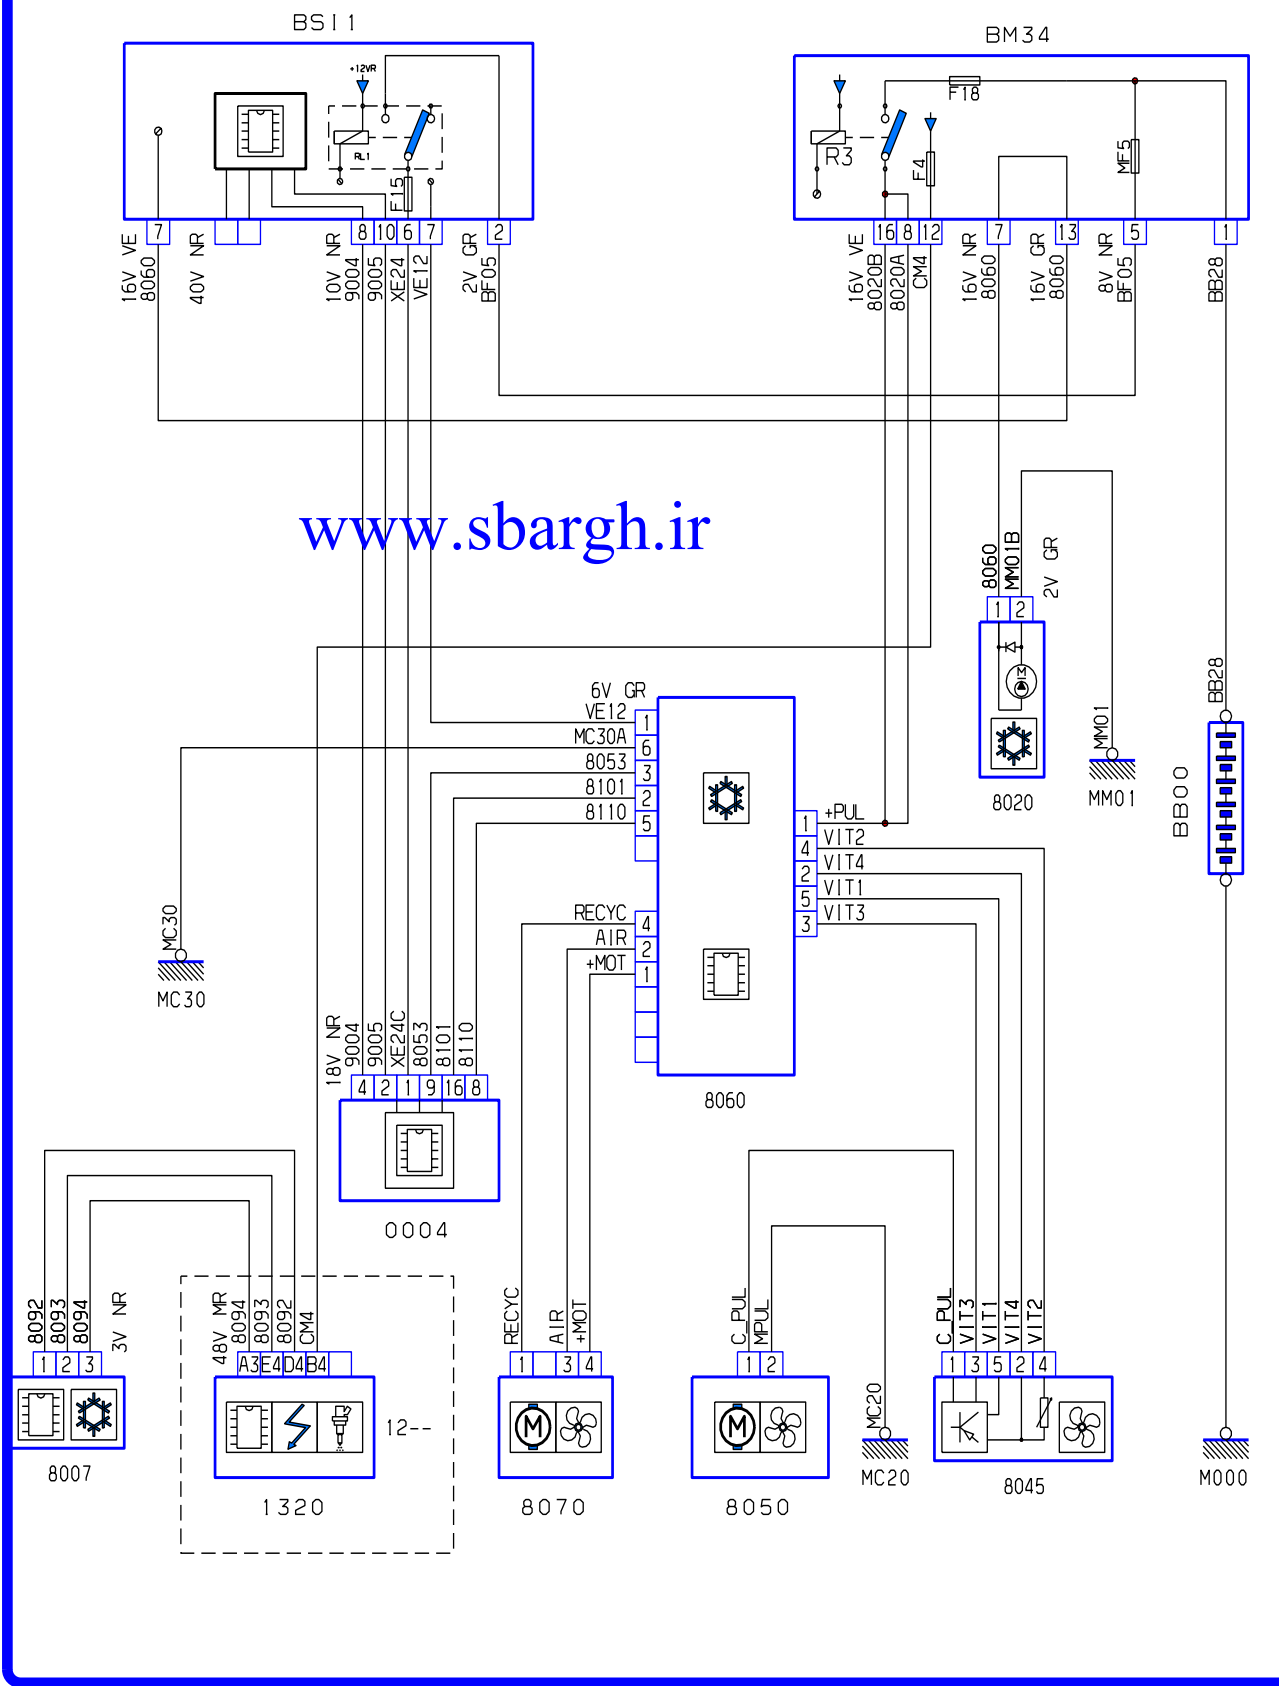 BSI1
BM34
+12VR
RL1
F15
F18
R3
F4
MF5
7
8 10 6 7
2
16 8 12
7
13
5
1
16V VE
8060
40V NR
10V NR
9004
9005
XE24
VE12
2V GR
BF05
16V VE
8020B
8020A
CM4
16V NR
8060
16V GR
8060
8V NR
BF05
BB28
www.sbargh.ir
8060
MM01B
2V GR
1 2
M
8020
MM01
MM01
BB28
BB00
6V GR
VE12 1
MC30A 6
8053 3
8101 2
8110 5
1 +PUL
4 VIT2
2 VIT4
5 VIT1
3 VIT3
RECYC 4
AIR 2
+MOT 1
8060
MC30
MC30
18V NR
9004
9005
XE24C
8053
8101
8110
4 2 1 9 16 8
0004
8092
8093
8094
3V NR
1 2 3
8007
48V MR
8094
8093
8092
CM4
A3 E4 D4 B4
12--
1320
RECYC
AIR
+MOT
1 3 4
M
8070
C_PUL
MPUL
1 2
M
8050
MC20
MC20
C_PUL
VIT3
VIT1
VIT4
VIT2
1 3 5 2 4
8045
M000